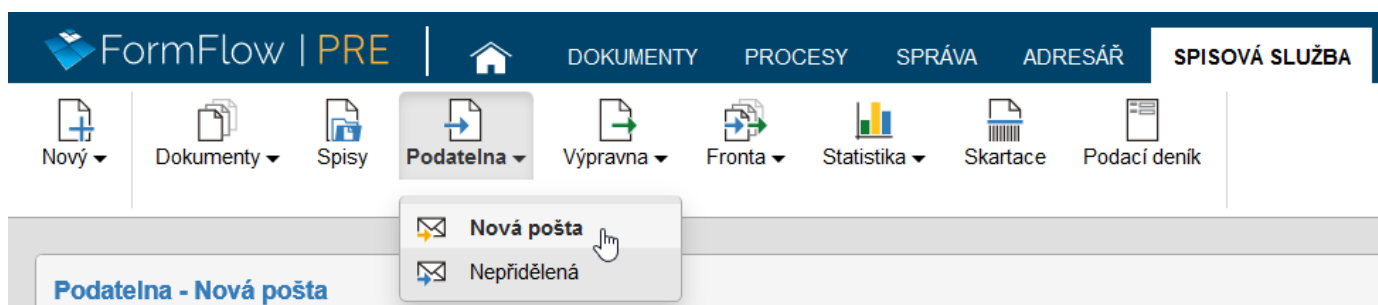 FormFlow | PRE
DOKUMENTY PROCESY SPRÁVA ADRESÁŘ SPISOVÁ SLUŽBA
Nový Dokumenty Spisy Podatelna Výpravna Fronta Statistika Skartace Podací deník
Nová pošta
Nepřidělená
Podatelna - Nová pošta